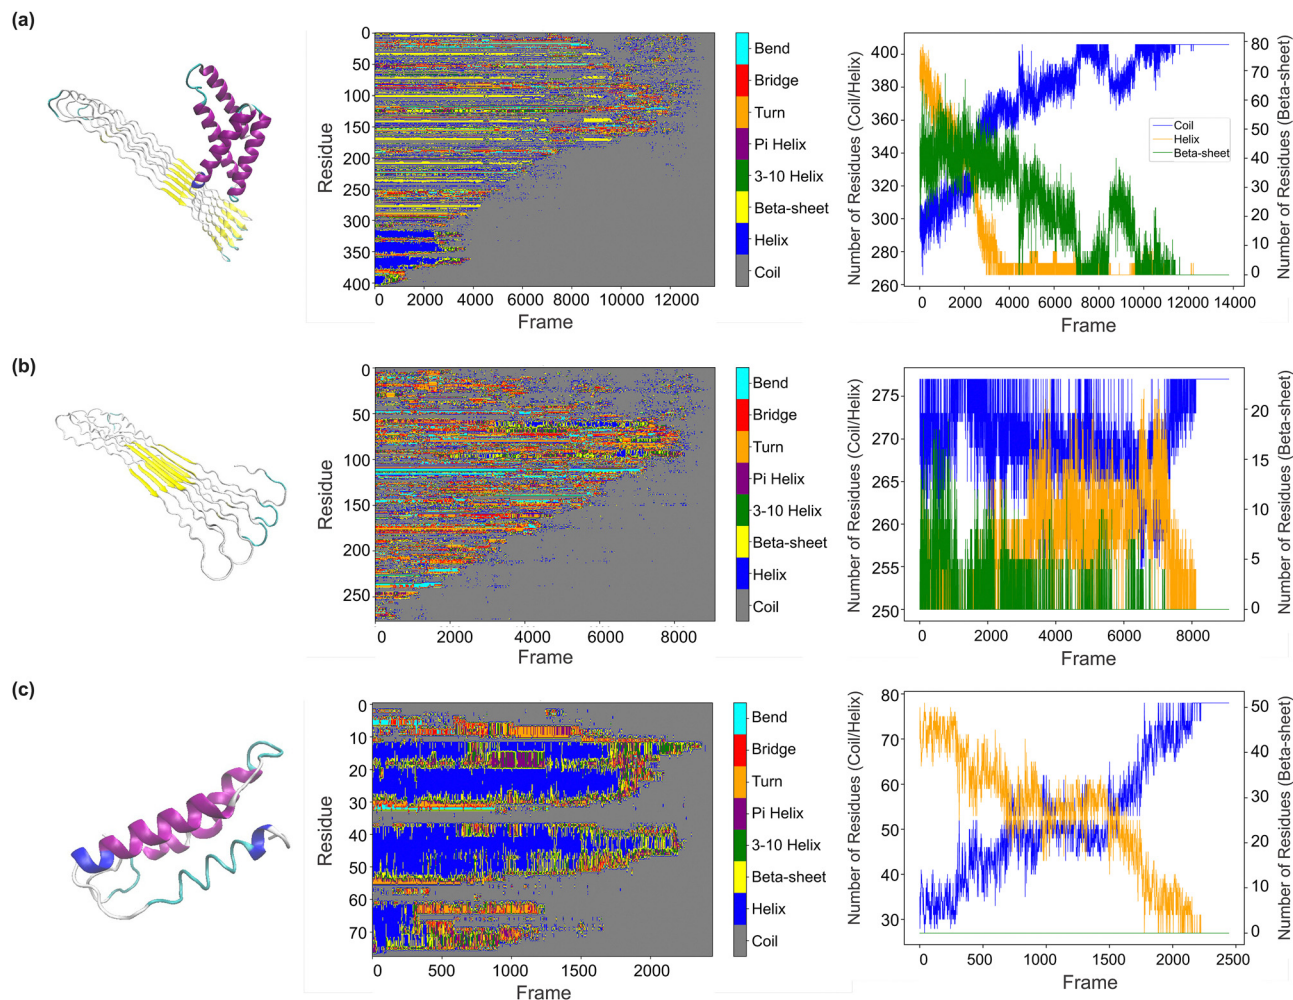 (a)
0
50
100
150
200
250
300
350
400
Residue
0
2000
4000
6000
8000
10000
12000
Frame
Bend
Bridge
Turn
Pi Helix
3-10 Helix
Beta-sheet
Helix
Coil
Number of Residues (Coil/Helix)
400
380
360
340
320
300
280
260
Coil
Helix
Beta-sheet
80
70
60
50
40
30
20
10
0
Number of Residues (Beta-sheet)
0
2000
4000
6000
8000
10000
12000
14000
Frame
(b)
0
50
100
150
200
250
Residue
0
2000
4000
6000
8000
Frame
Bend
Bridge
Turn
Pi Helix
3-10 Helix
Beta-sheet
Helix
Coil
Number of Residues (Coil/Helix)
275
270
265
260
255
250
20
15
10
5
0
Number of Residues (Beta-sheet)
0
2000
4000
6000
8000
Frame
(c)
0
10
20
30
40
50
60
70
Residue
0
500
1000
1500
2000
Frame
Bend
Bridge
Turn
Pi Helix
3-10 Helix
Beta-sheet
Helix
Coil
Number of Residues (Coil/Helix)
80
70
60
50
40
30
50
40
30
20
10
0
Number of Residues (Beta-sheet)
0
500
1000
1500
2000
2500
Frame